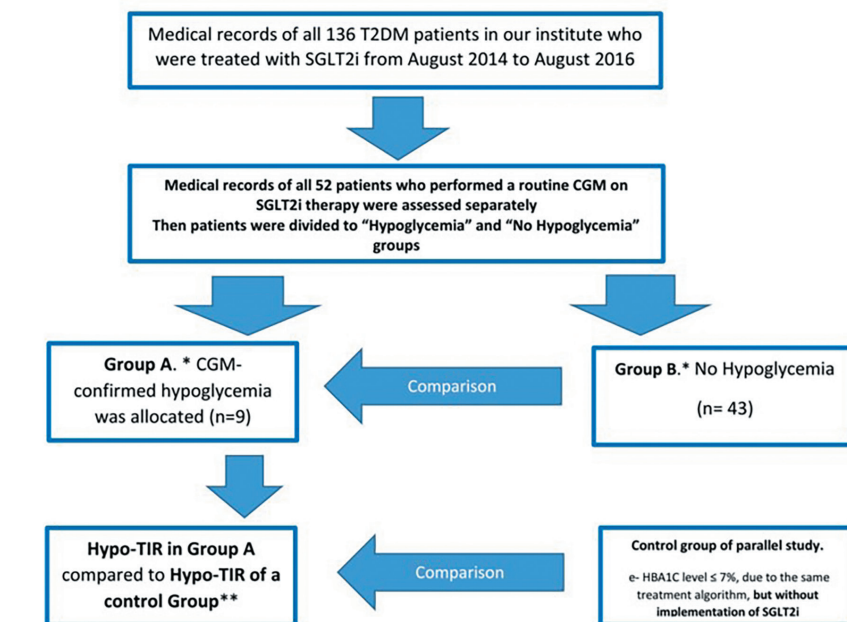 Medical records of all 136 T2DM patients in our institute who
were treated with SGLT2i from August 2014 to August 2016
Medical records of all 52 patients who performed a routine CGM on
SGLT2i therapy were assessed separately
Then patients were divided to “Hypoglycemia” and “No Hypoglycemia”
groups
Group A. * CGM-
confirmed hypoglycemia
was allocated (n=9)
Comparison
Group B.* No Hypoglycemia
(n= 43)
Hypo-TIR in Group A
compared to Hypo-TIR of a
control Group**
Comparison
Control group of parallel study.
e- HBA1C level ≤ 7%, due to the same
treatment algorithm, but without
implementation of SGLT2i